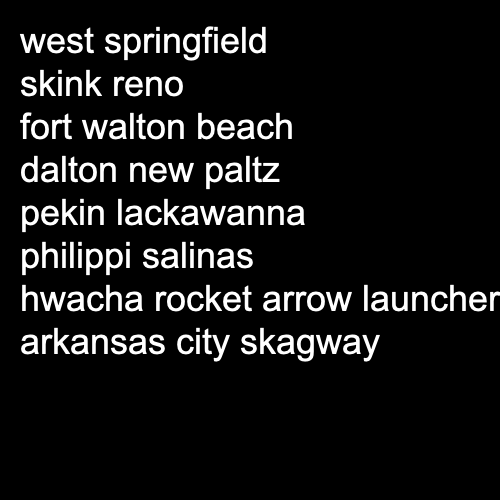 west springfield
skink reno
fort walton beach
dalton new paltz
pekin lackawanna
philippi salinas
hwacha rocket arrow launcher
arkansas city skagway